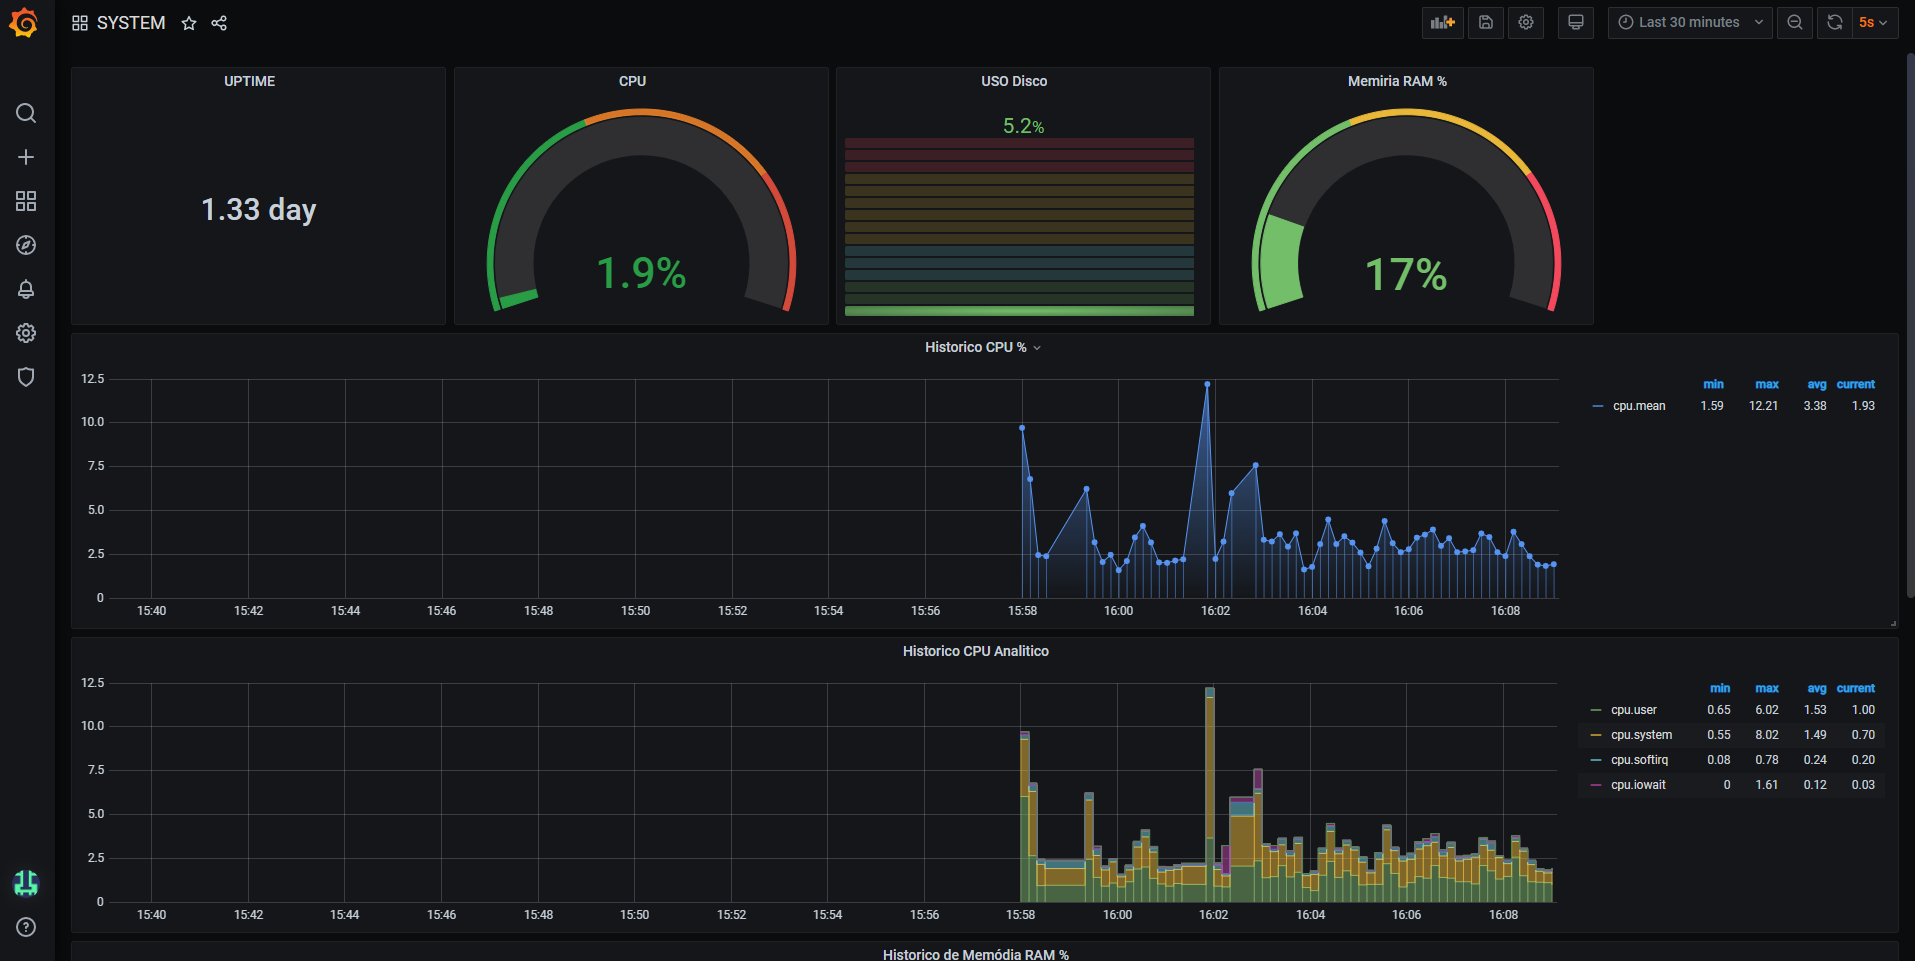 SYSTEM
Last 30 minutes
5s
UPTIME
1.33 day
CPU
1.9%
USO Disco
5.2%
Memiria RAM %
17%
Historico CPU %
12.5
10.0
7.5
5.0
2.5
0
15:40 15:42 15:44 15:46 15:48 15:50 15:52 15:54 15:56 15:58 16:00 16:02 16:04 16:06 16:08
min max avg current
cpu.mean 1.59 12.21 3.38 1.93
Historico CPU Analitico
12.5
10.0
7.5
5.0
2.5
0
15:40 15:42 15:44 15:46 15:48 15:50 15:52 15:54 15:56 15:58 16:00 16:02 16:04 16:06 16:08
min max avg current
cpu.user 0.65 6.02 1.53 1.00
cpu.system 0.55 8.02 1.49 0.70
cpu.softirq 0.08 0.78 0.24 0.20
cpu.iowait 0 1.61 0.12 0.03
Historico de Memódia RAM %